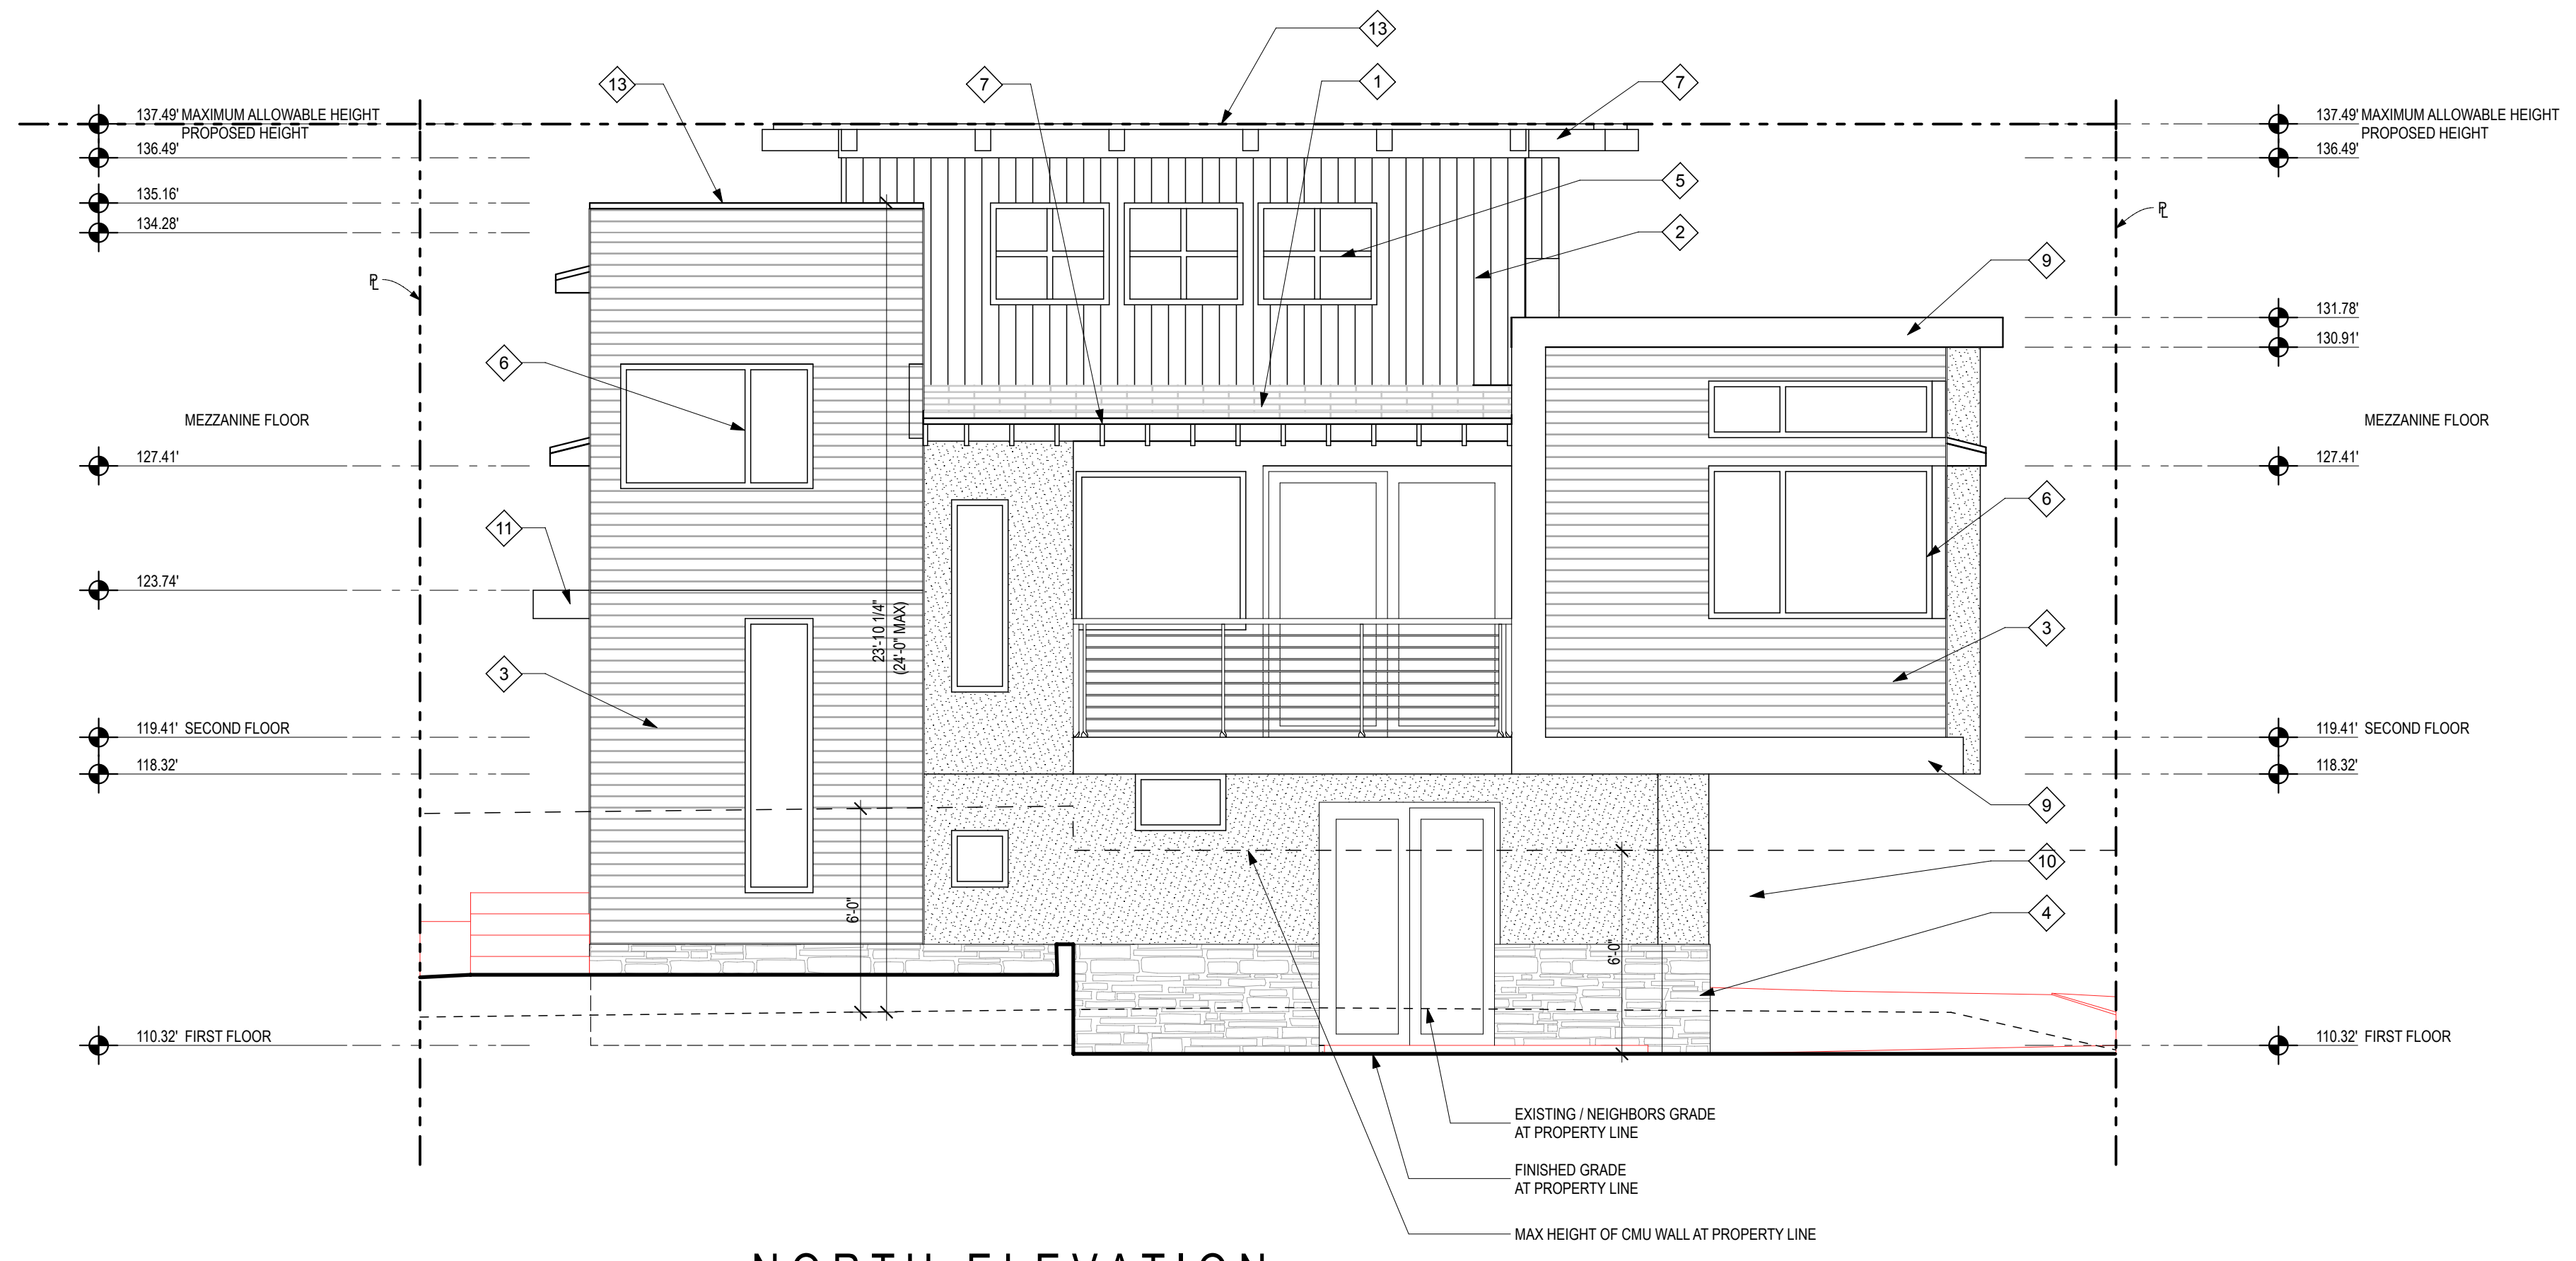 13
13
7
1
7
137.49' MAXIMUM ALLOWABLE HEIGHT
PROPOSED HEIGHT
136.49'
135.16'
134.28'
137.49' MAXIMUM ALLOWABLE HEIGHT
PROPOSED HEIGHT
136.49'
5
2
PL
PL
9
131.78'
130.91'
6
MEZZANINE FLOOR
127.41'
MEZZANINE FLOOR
127.41'
6
11
123.74'
23'-10 1/4"
(24'-0" MAX)
3
3
119.41' SECOND FLOOR
118.32'
119.41' SECOND FLOOR
118.32'
9
10
4
6'-0"
6'-0"
110.32' FIRST FLOOR
110.32' FIRST FLOOR
EXISTING / NEIGHBORS GRADE
AT PROPERTY LINE
FINISHED GRADE
AT PROPERTY LINE
MAX HEIGHT OF CMU WALL AT PROPERTY LINE
NORTH ELEVATION